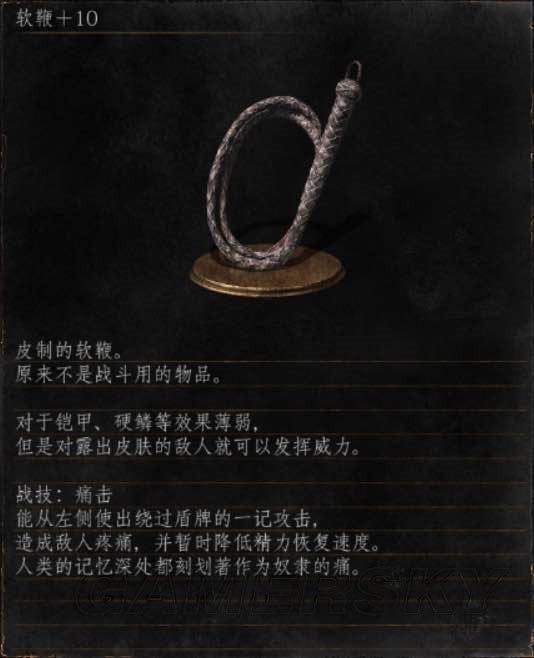 软鞭＋10
皮制的软鞭。
原来不是战斗用的物品。
对于铠甲、硬鳞等效果薄弱，
但是对露出皮肤的敌人就可以发挥威力。
战技：痛击
能从左侧使出绕过盾牌的一记攻击，
造成敌人疼痛，并暂时降低精力恢复速度。
人类的记忆深处都刻划著作为奴隶的痛。
GAMERSKY